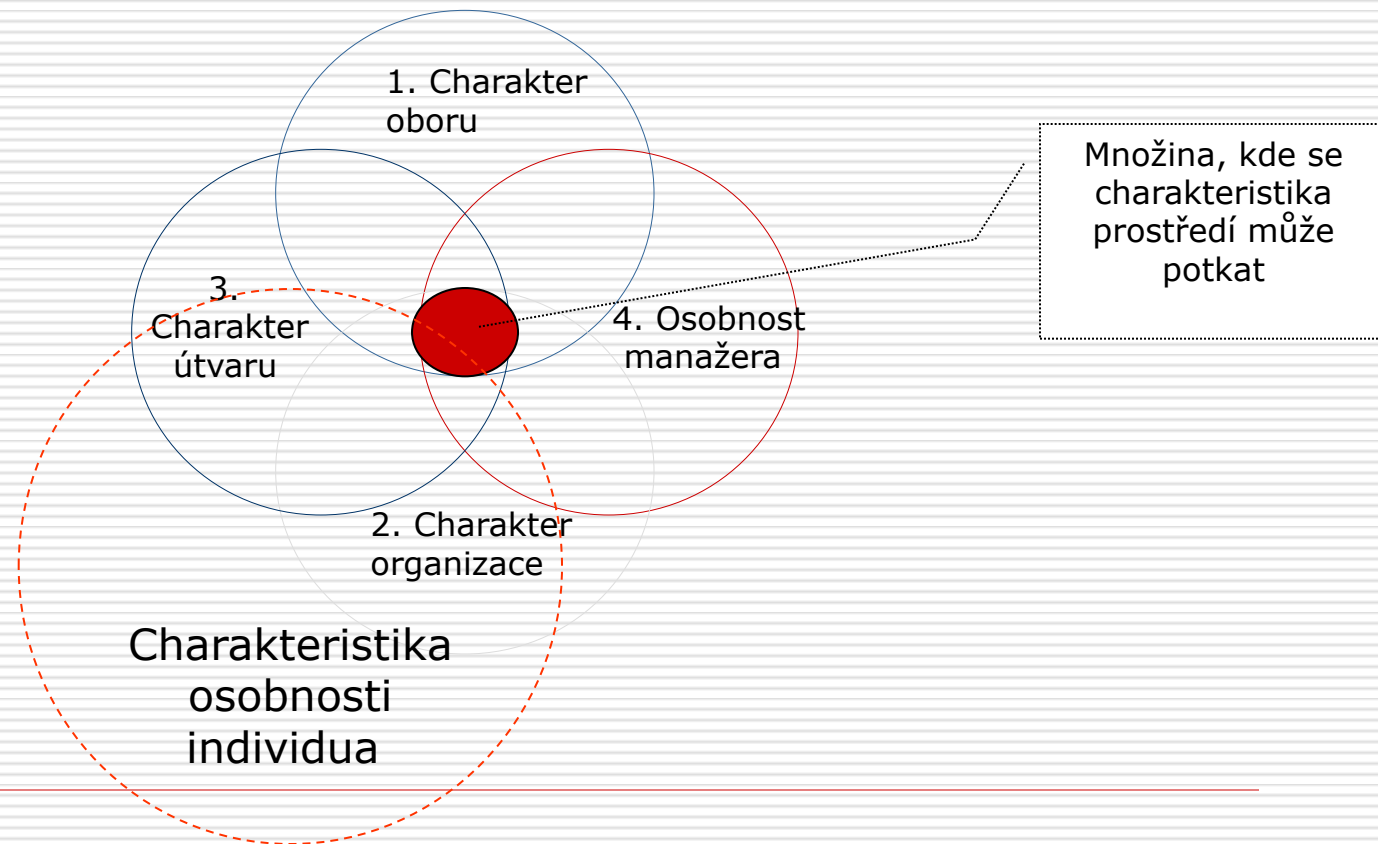 1. Charakter
oboru
Množina, kde se
charakteristika
prostředí může
potkat
3.
Charakter
útvaru
4. Osobnost
manažera
2. Charakter
organizace
Charakteristika
osobnosti
individua